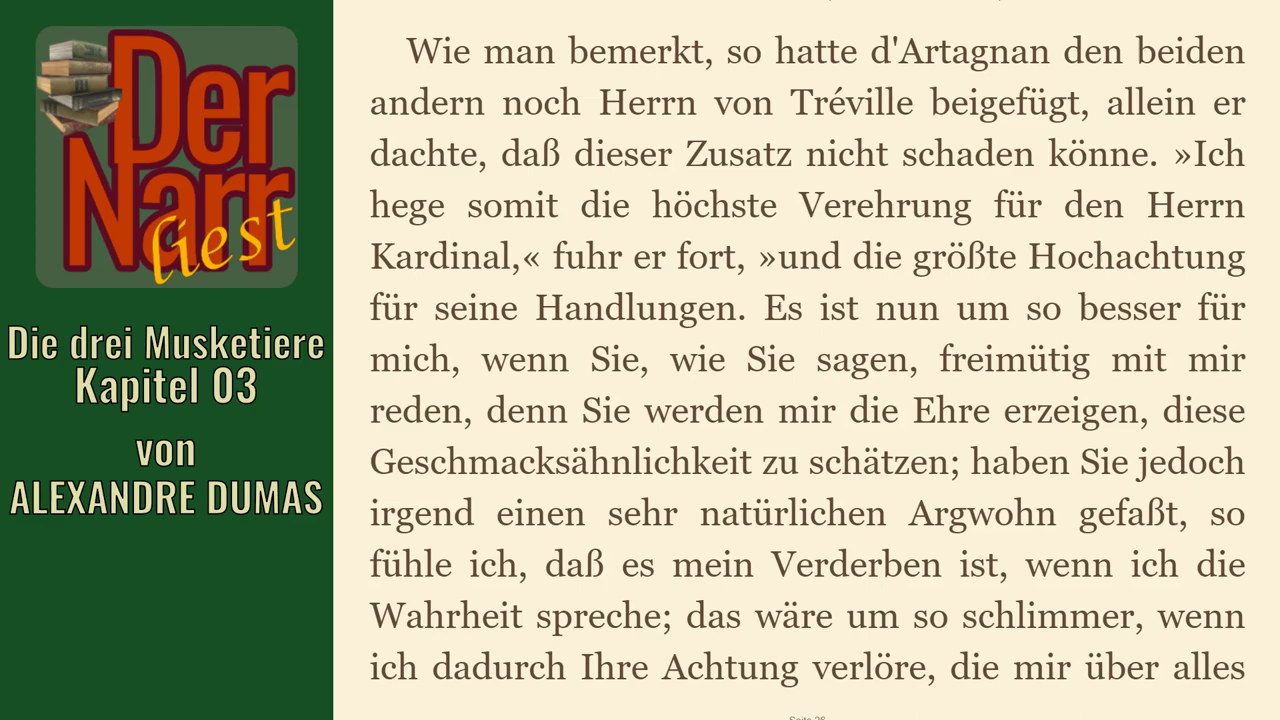 Der
Narr
liest
Die drei Musketiere
Kapitel 03
von
ALEXANDRE DUMAS
Wie man bemerkt, so hatte d'Artagnan den beiden
andern noch Herrn von Tréville beigefügt, allein er
dachte, daß dieser Zusatz nicht schaden könne. »Ich
hege somit die höchste Verehrung für den Herrn
Kardinal,« fuhr er fort, »und die größte Hochachtung
für seine Handlungen. Es ist nun um so besser für
mich, wenn Sie, wie Sie sagen, freimütig mit mir
reden, denn Sie werden mir die Ehre erzeigen, diese
Geschmacksähnlichkeit zu schätzen; haben Sie jedoch
irgend einen sehr natürlichen Argwohn gefaßt, so
fühle ich, daß es mein Verderben ist, wenn ich die
Wahrheit spreche; das wäre um so schlimmer, wenn
ich dadurch Ihre Achtung verlöre, die mir über alles